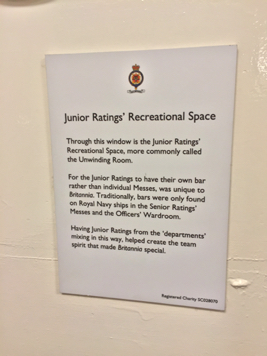 Junior Ratings' Recreational Space
Through this window is the Junior Ratings'
Recreational Space, more commonly called
the Unwinding Room.
For the Junior Ratings to have their own bar
rather than individual Messes, was unique to
Britannia. Traditionally, bars were only found
on Royal Navy ships in the Senior Ratings'
Messes and the Officers' Wardroom.
Having Junior Ratings from the 'departments'
mixing in this way, helped create the team
spirit that made Britannia special.
Registered Charity SC028070